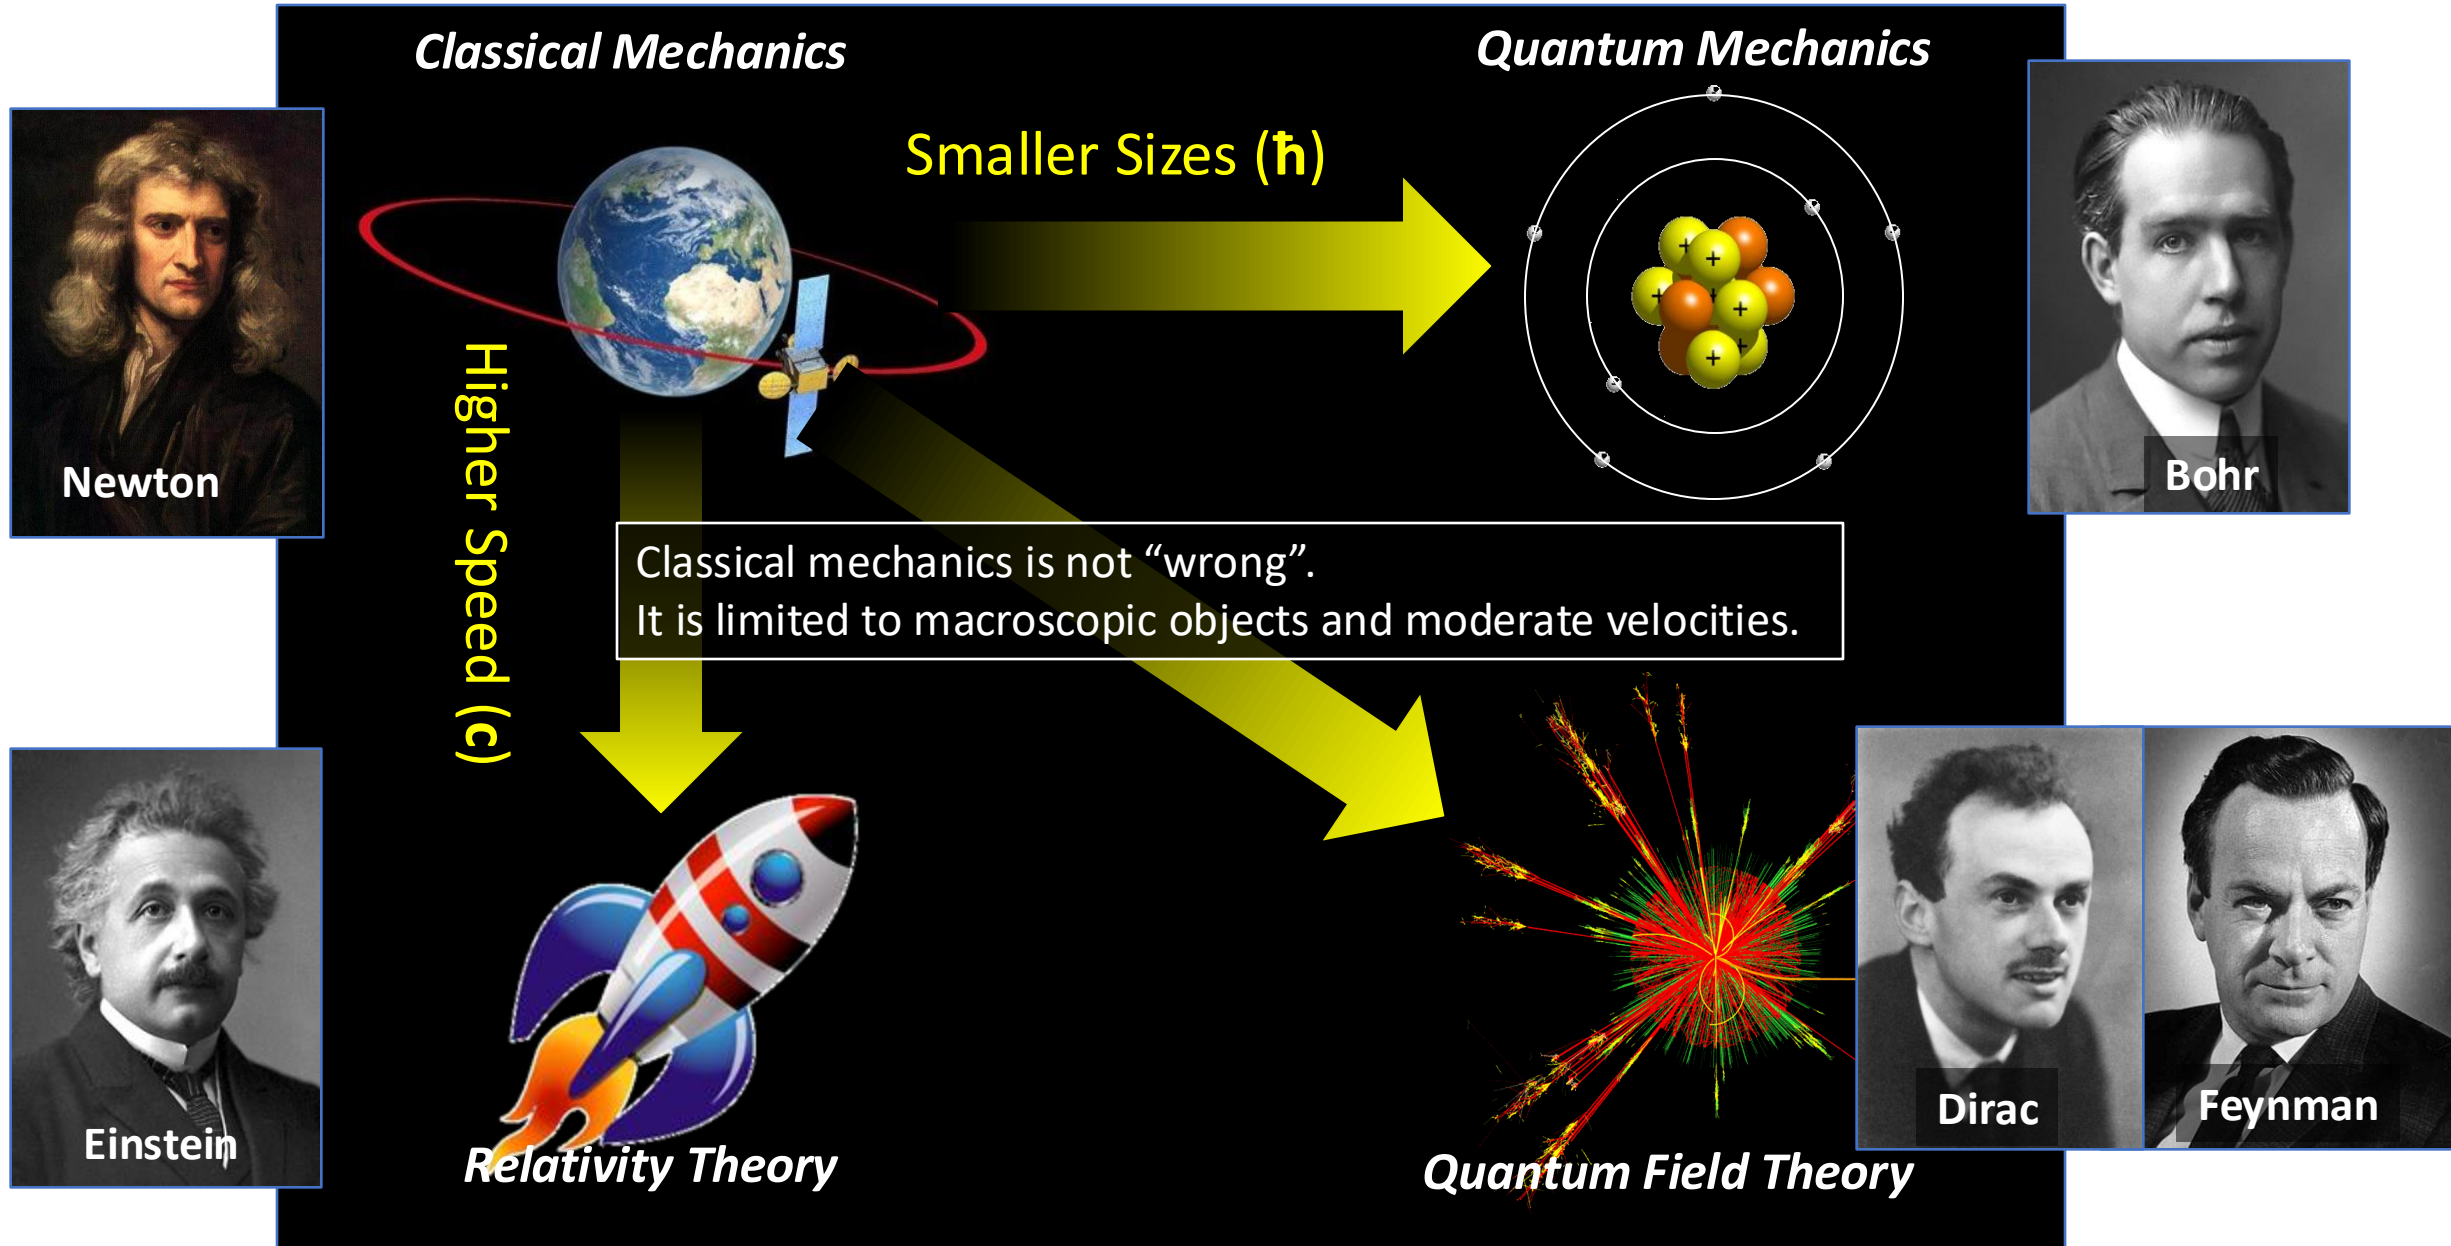 Classical Mechanics
Quantum Mechanics
Smaller Sizes (ħ)
+
+
+
+
+
+
+
Newton
Bohr
Higher Speed (c)
Classical mechanics is not “wrong”.
It is limited to macroscopic objects and moderate velocities.
Einstein
Dirac
Feynman
Relativity Theory
Quantum Field Theory